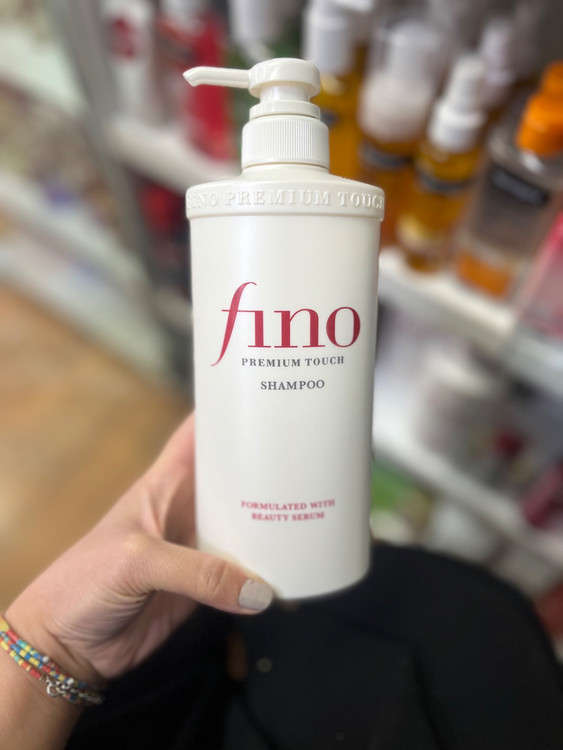 FINO PREMIUM TOUCH
fino
PREMIUM TOUCH
SHAMPOO
FORMULATED WITH
BEAUTY SERUM